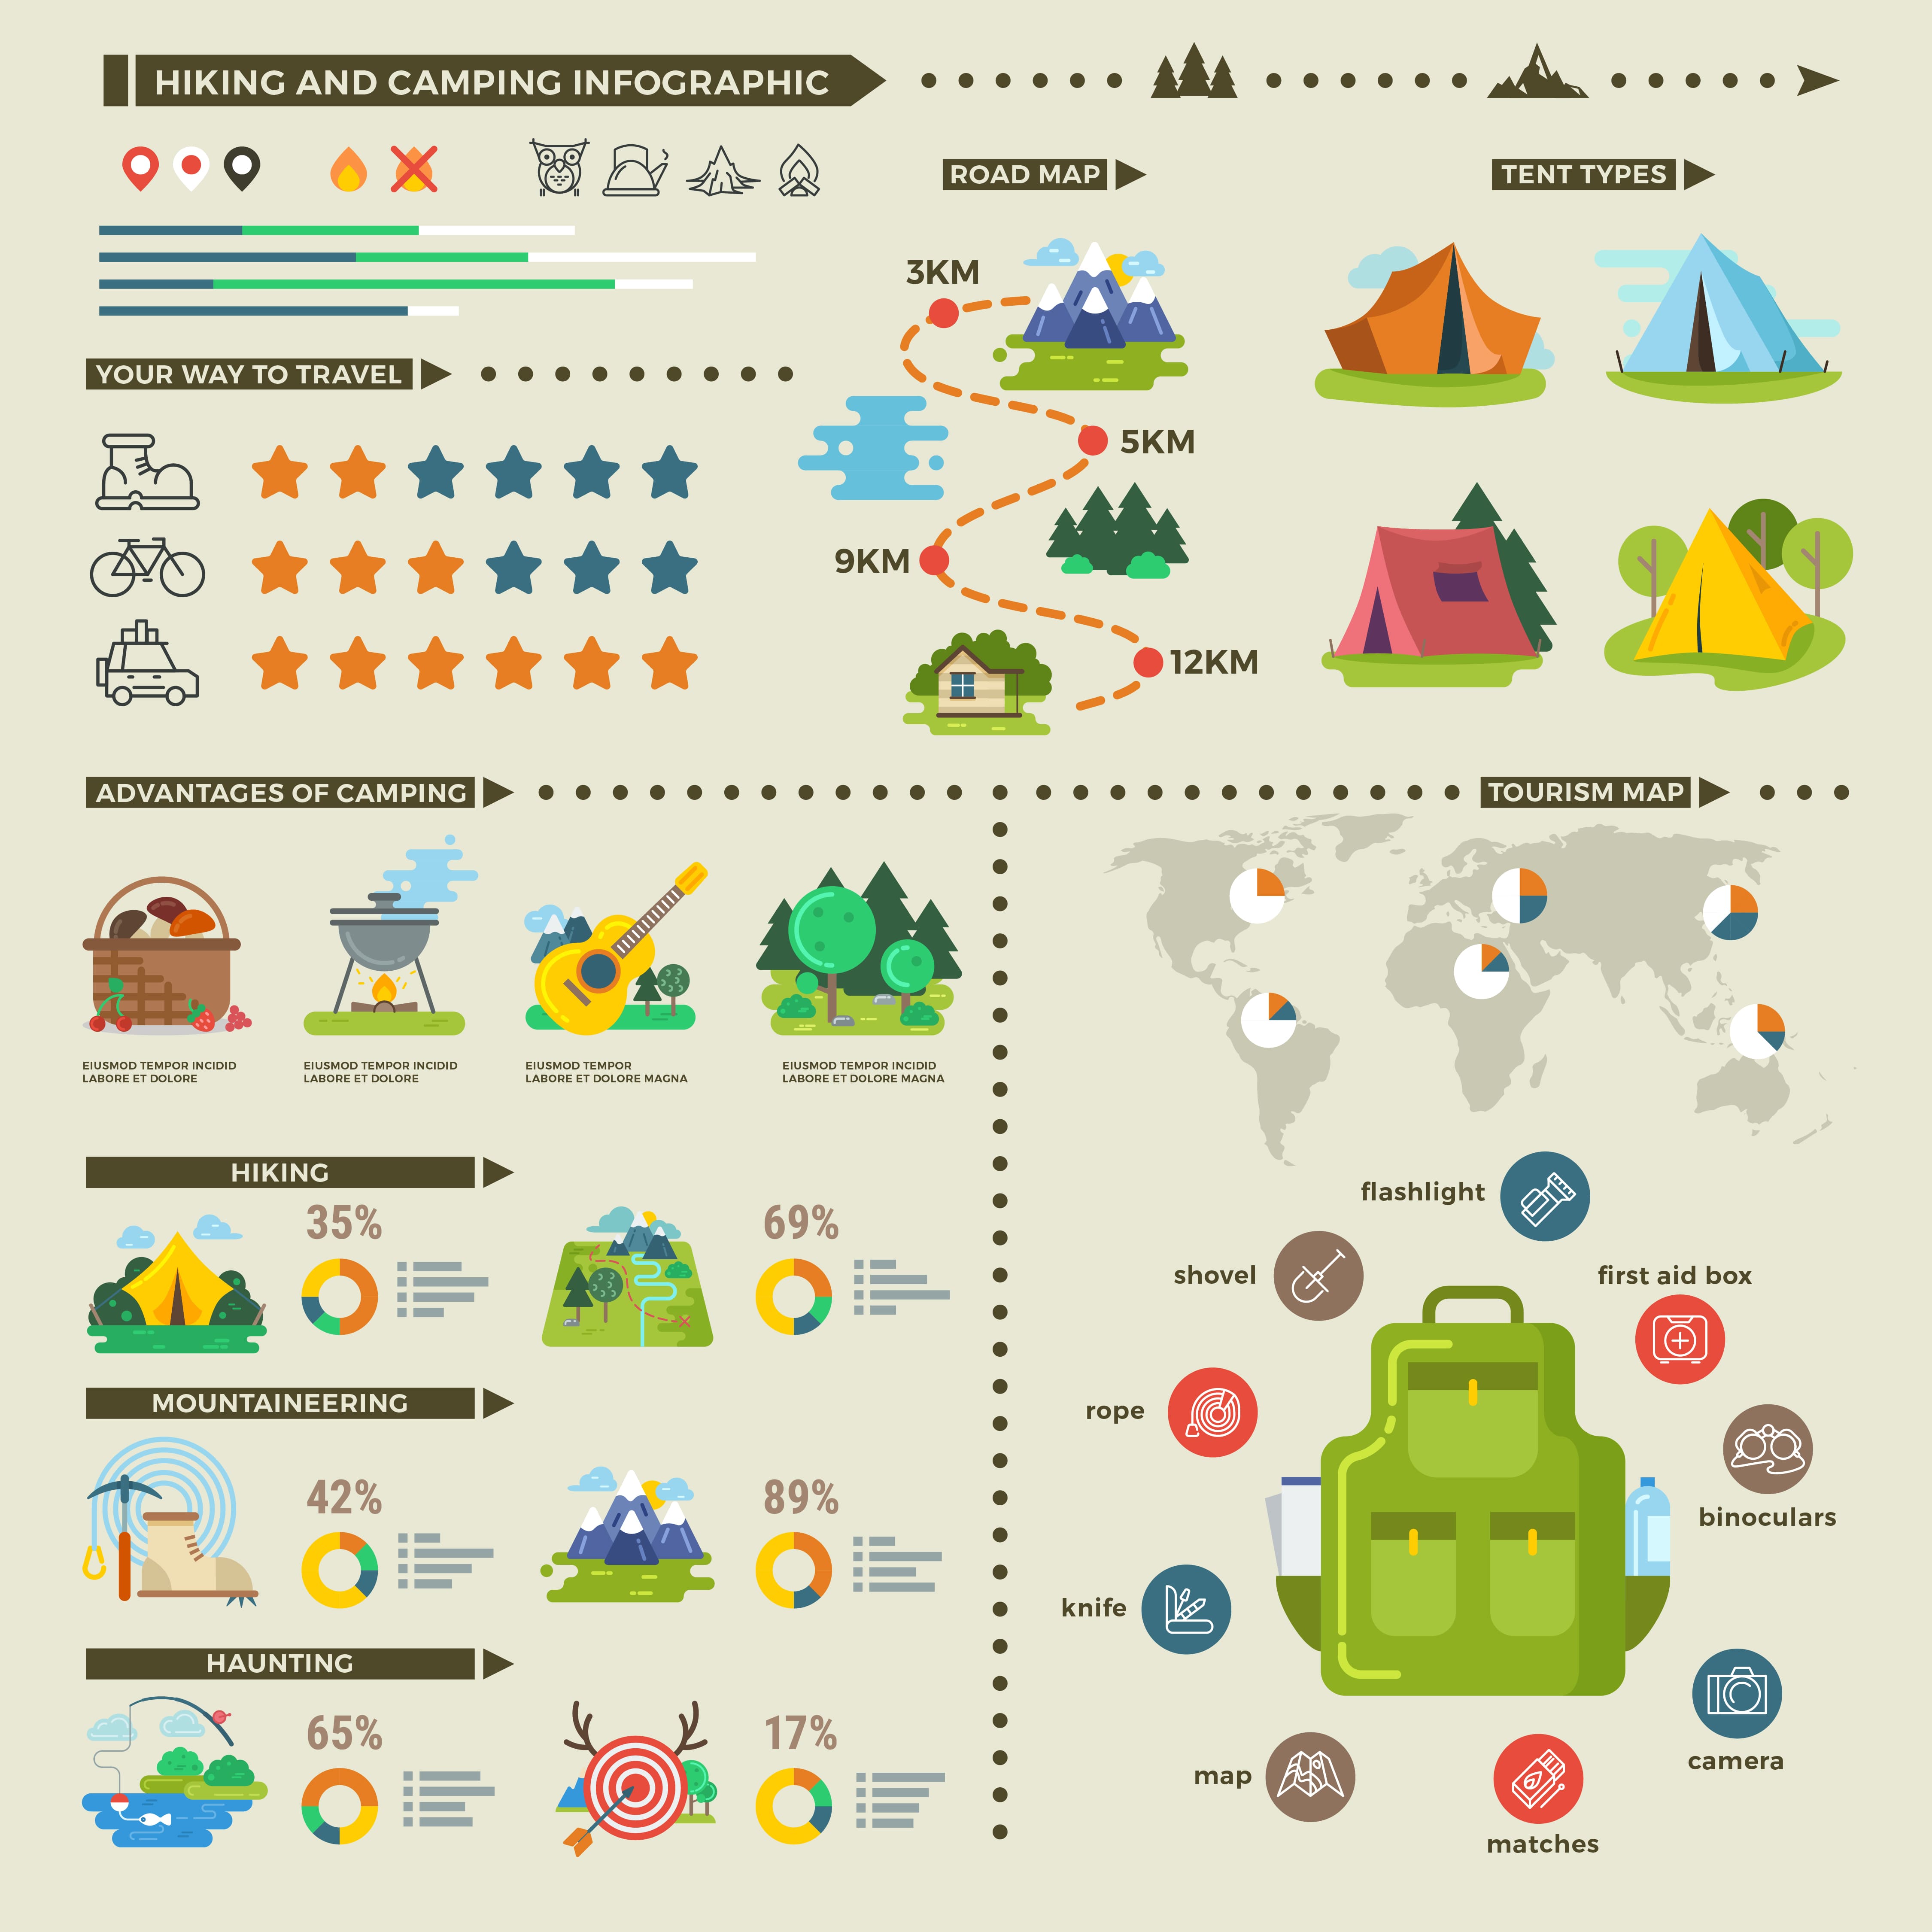 HIKING AND CAMPING INFOGRAPHIC
ROAD MAP
TENT TYPES
3KM
5KM
9KM
12KM
YOUR WAY TO TRAVEL
ADVANTAGES OF CAMPING
EIUSMOD TEMPOR INCIDID
LABORE ET DOLORE
EIUSMOD TEMPOR INCIDID
LABORE ET DOLORE
EIUSMOD TEMPOR
LABORE ET DOLORE MAGNA
EIUSMOD TEMPOR INCIDID
LABORE ET DOLORE MAGNA
TOURISM MAP
HIKING
35%
69%
MOUNTAINEERING
42%
89%
HAUNTING
65%
17%
flashlight
shovel
first aid box
rope
binoculars
knife
camera
map
matches